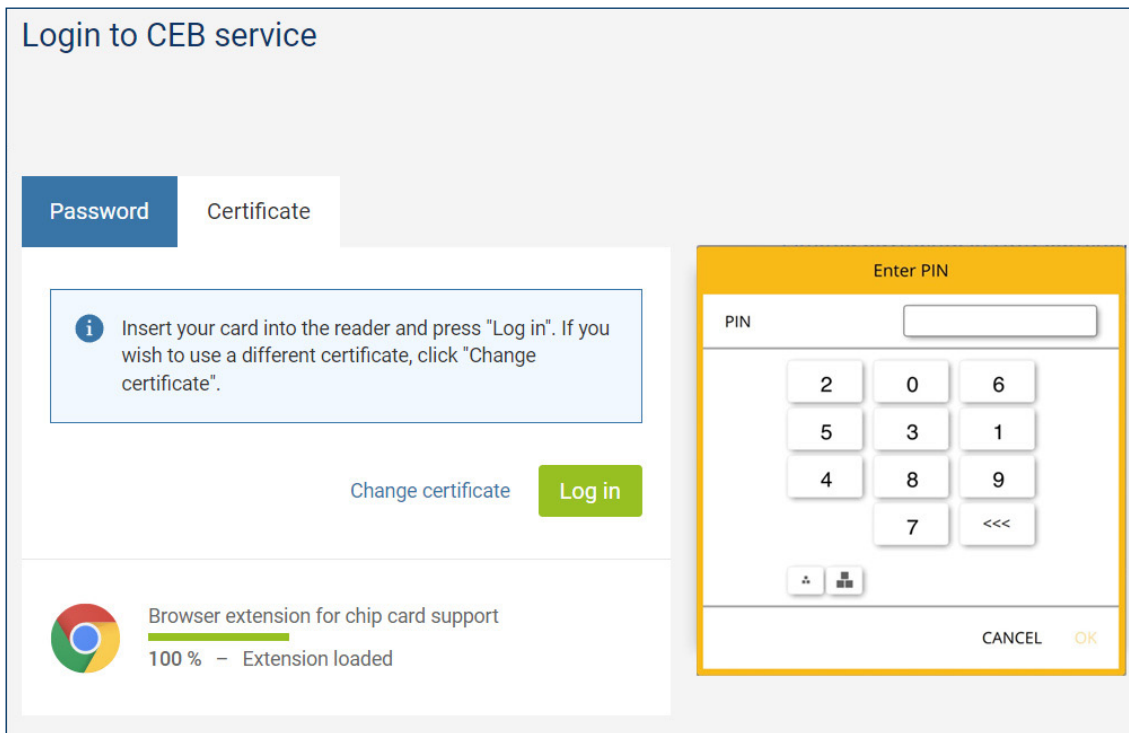 Login to CEB service
Password
Certificate
Insert your card into the reader and press "Log in". If you
wish to use a different certificate, click "Change
certificate".
Change certificate
Log in
Browser extension for chip card support
100 % – Extension loaded
Enter PIN
PIN
2 0 6
5 3 1
4 8 9
7 <<<
CANCEL OK